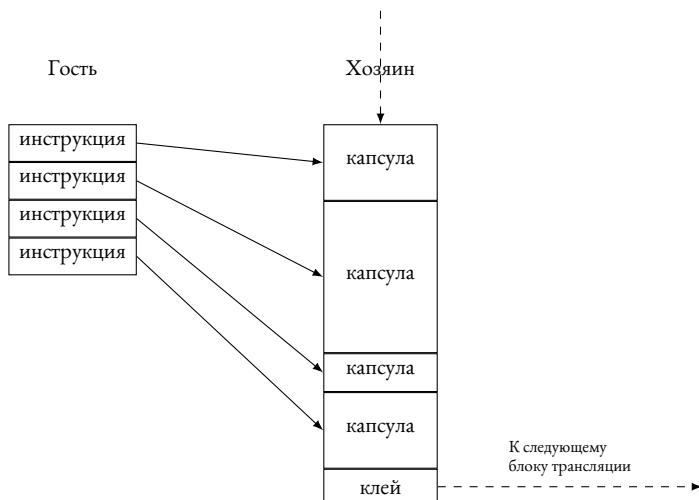 Гость
Хозяин
инструкция
инструкция
инструкция
инструкция
капсула
капсула
капсула
капсула
клей
К следующему
блоку трансляции